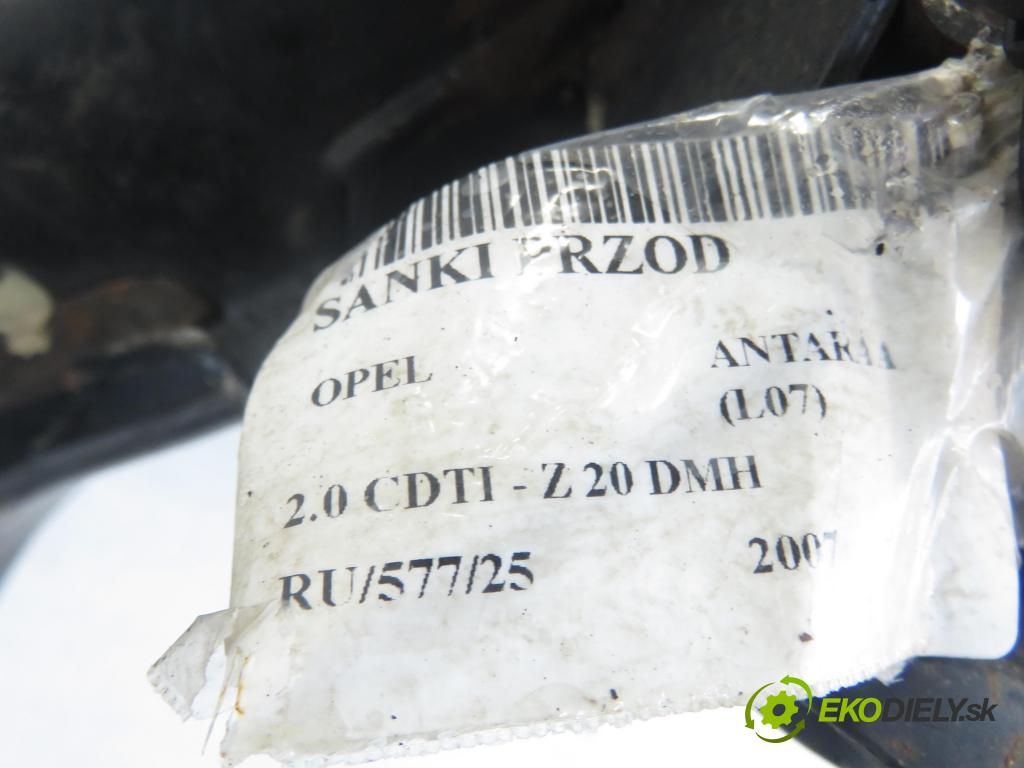 SANKI PRZOD
OPEL ANTARA
(L07)
2.0 CDTI - Z 20 DMH
RU/577/25 2007
EKODIELY.sk